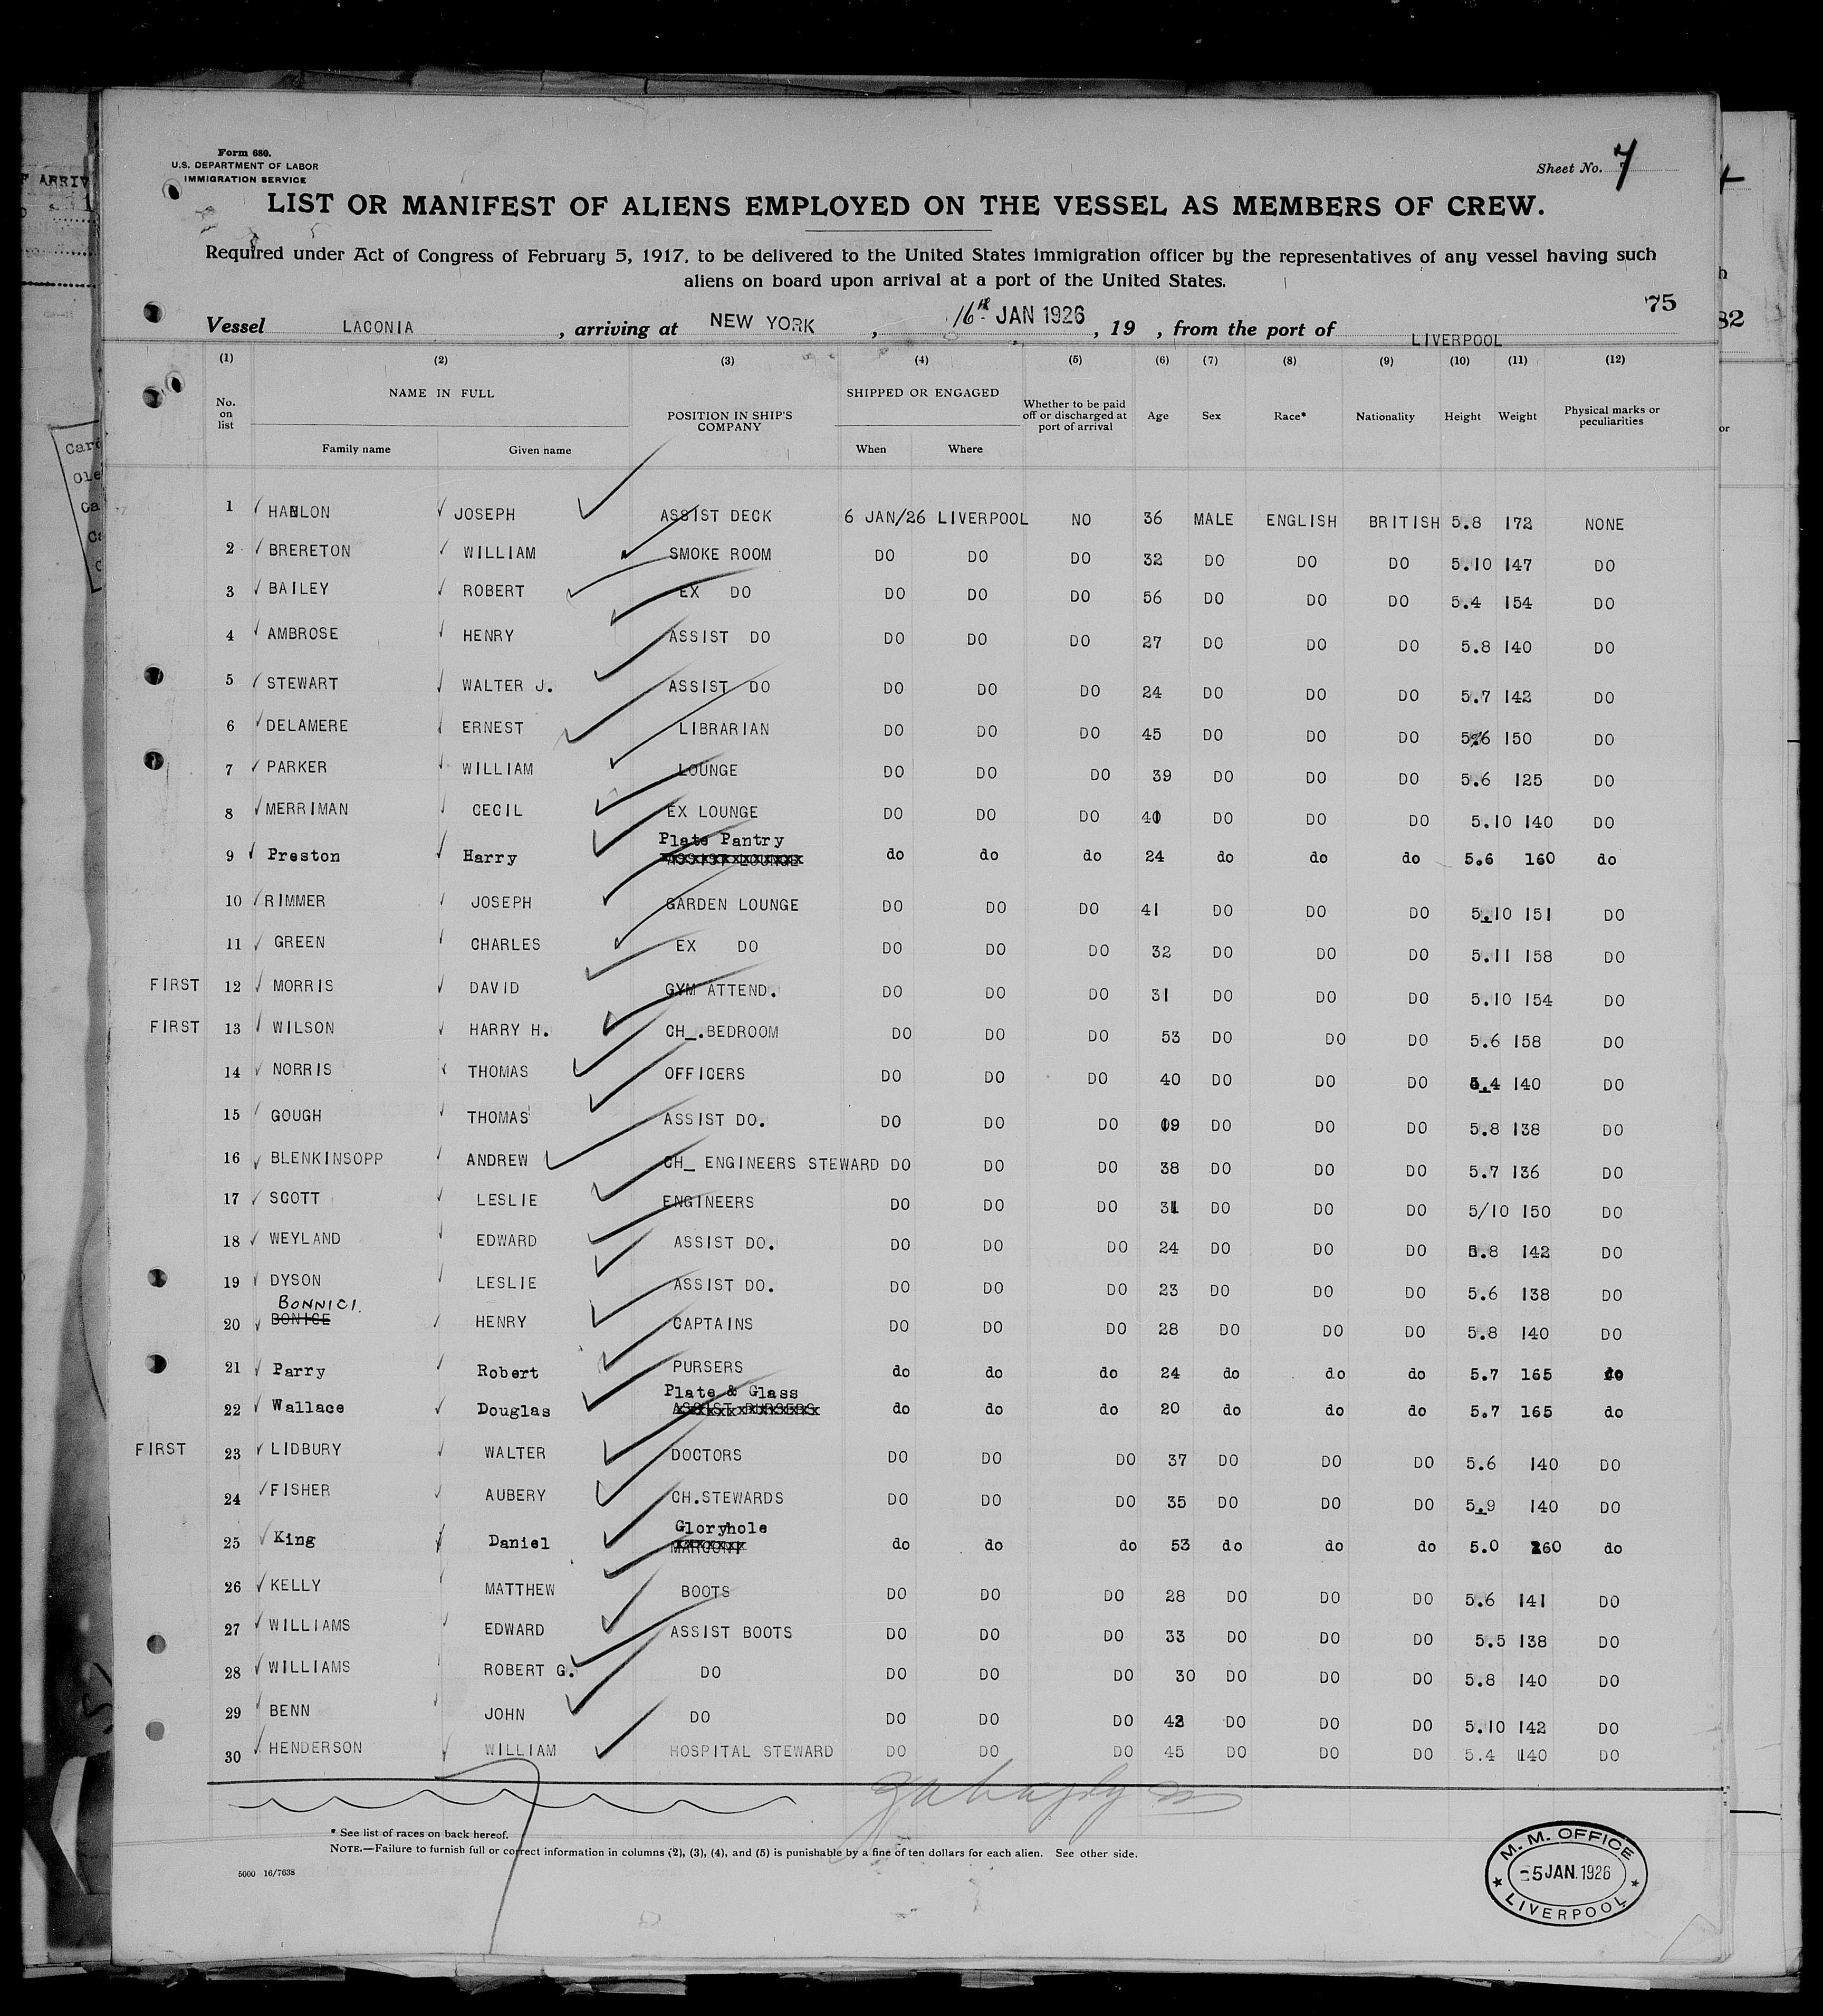 Form 680.
U.S. DEPARTMENT OF LABOR
IMMIGRATION SERVICE
Sheet No. 7
LIST OR MANIFEST OF ALIENS EMPLOYED ON THE VESSEL AS MEMBERS OF CREW.
Required under Act of Congress of February 5, 1917, to be delivered to the United States immigration officer by the representatives of any vessel having such
aliens on board upon arrival at a port of the United States.
75
Vessel LACONIA, arriving at NEW YORK, 16th JAN 1926, 19 , from the port of LIVERPOOL
(1) (2) (3) (4) (5) (6) (7) (8) (9) (10) (11) (12)
No. on list NAME IN FULL Family name Given name POSITION IN SHIP'S COMPANY SHIPPED OR ENGAGED When Where Whether to be paid off or discharged at port of arrival Age Sex Race* Nationality Height Weight Physical marks or peculiarities
1 HANLON JOSEPH ASSIST DECK 6 JAN/26 LIVERPOOL NO 36 MALE ENGLISH BRITISH 5.8 172 NONE
2 BRERETON WILLIAM SMOKE ROOM DO DO DO 32 DO DO DO 5.10 147 DO
3 BAILEY ROBERT EX DO DO DO DO 56 DO DO DO 5.4 154 DO
4 AMBROSE HENRY ASSIST DO DO DO DO 27 DO DO DO 5.8 140 DO
5 STEWART WALTER J. ASSIST DO DO DO DO 24 DO DO DO 5.7 142 DO
6 DELAMERE ERNEST LIBRARIAN DO DO DO 45 DO DO DO 5.6 150 DO
7 PARKER WILLIAM LOUNGE DO DO DO 39 DO DO DO 5.6 125 DO
8 MERRIMAN CECIL EX LOUNGE DO DO DO 40 DO DO DO 5.10 140 DO
Plate Pantry
9 Preston Harry ASSIST LOUNGE do do do 24 do do do 5.6 160 do
10 RIMMER JOSEPH GARDEN LOUNGE DO DO DO 41 DO DO DO 5.10 151 DO
11 GREEN CHARLES EX DO DO DO DO 32 DO DO DO 5.11 158 DO
FIRST 12 MORRIS DAVID GYM ATTEND. DO DO DO 31 DO DO DO 5.10 154 DO
FIRST 13 WILSON HARRY H. CH_.BEDROOM DO DO DO 53 DO DO DO 5.6 158 DO
14 NORRIS THOMAS OFFICERS DO DO DO 40 DO DO DO 5.4 140 DO
15 GOUGH THOMAS ASSIST DO. DO DO DO 19 DO DO DO 5.8 138 DO
16 BLENKINSOPP ANDREW CH_ ENGINEERS STEWARD DO DO DO 38 DO DO DO 5.7 136 DO
17 SCOTT LESLIE ENGINEERS DO DO DO 31 DO DO DO 5/10 150 DO
18 WEYLAND EDWARD ASSIST DO. DO DO DO 24 DO DO DO 5.8 142 DO
19 DYSON LESLIE ASSIST DO. DO DO DO 23 DO DO DO 5.6 138 DO
BONNICI.
20 BONICE HENRY CAPTAINS DO DO DO 28 DO DO DO 5.8 140 DO
21 Parry Robert PURSERS do do do 24 do do do 5.7 165 do
Plate & Glass
22 Wallace Douglas ASSIST PURSERS do do do 20 do do do 5.7 165 do
FIRST 23 LIDBURY WALTER DOCTORS DO DO DO 37 DO DO DO 5.6 140 DO
24 FISHER AUBERY CH.STEWARDS DO DO DO 35 DO DO DO 5.9 140 DO
Gloryhole
25 King Daniel MARCONI do do do 53 do do do 5.0 160 do
26 KELLY MATTHEW BOOTS DO DO DO 28 DO DO DO 5.6 141 DO
27 WILLIAMS EDWARD ASSIST BOOTS DO DO DO 33 DO DO DO 5.5 138 DO
28 WILLIAMS ROBERT G. DO DO DO DO 30 DO DO DO 5.8 140 DO
29 BENN JOHN DO DO DO DO DO DO DO 5.10 142 DO
30 HENDERSON WILLIAM HOSPITAL STEWARD DO DO DO 45 DO DO DO 5.4 140 DO
* See list of races on back hereof.
NOTE.—Failure to furnish full or correct information in columns (2), (3), (4), and (5) is punishable by a fine of ten dollars for each alien. See other side.
5000 16/7638
M. M. OFFICE
5 JAN. 1926
LIVERPOOL
82